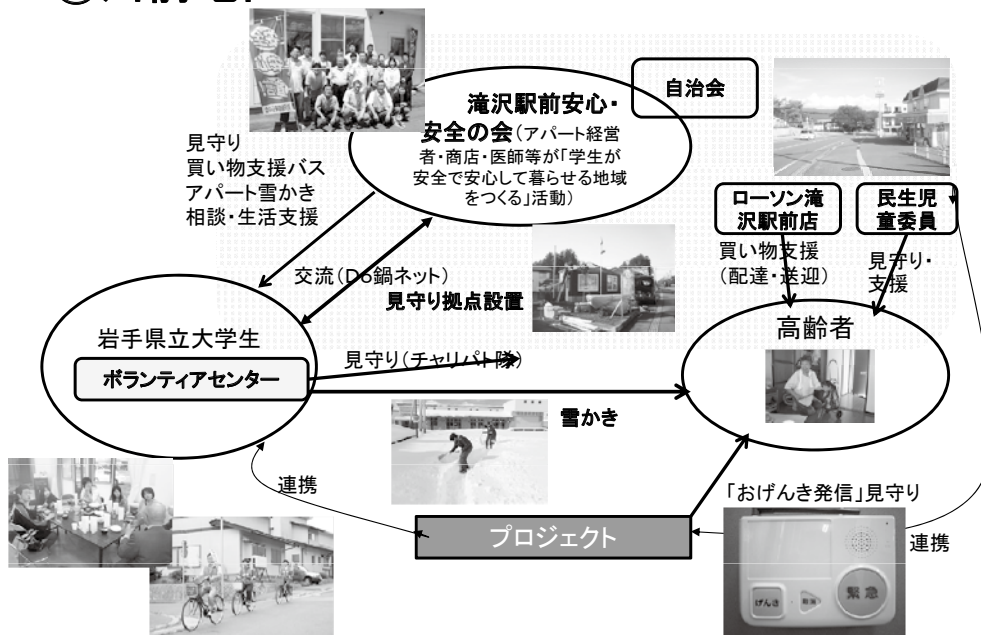 自治会
滝沢駅前安心・
安全の会(アパート経営
者・商店・医師等が「学生が
安全で安心して暮らせる地域
をつくる」活動)
見守り
買い物支援バス
アパート雪かき
相談・生活支援
ローソン滝
沢駅前店
民生児
童委員
買い物支援
(配達・送迎)
見守り・
支援
交流(Do鍋ネット)
見守り拠点設置
岩手県立大学生
ボランティアセンター
見守り(チャリパト隊)
高齢者
雪かき
連携
プロジェクト
「おげんき発信」見守り
連携
げんき
緊急